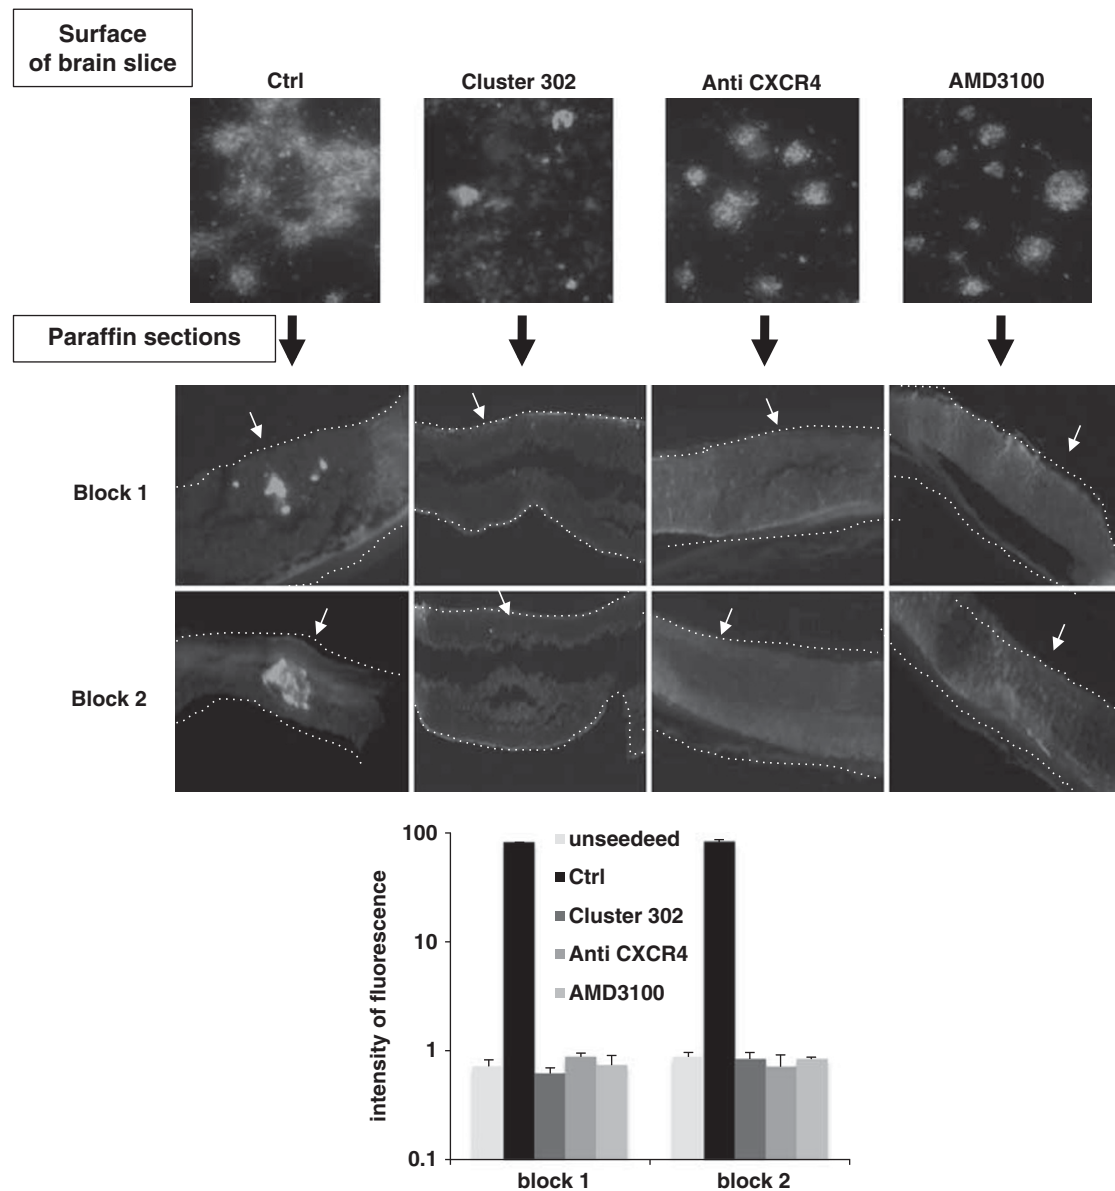 Surface
of brain slice
Ctrl
Cluster 302
Anti CXCR4
AMD3100
Paraffin sections
Block 1
Block 2
intensity of fluorescence
100
10
1
0.1
unseedeed
Ctrl
Cluster 302
Anti CXCR4
AMD3100
block 1
block 2